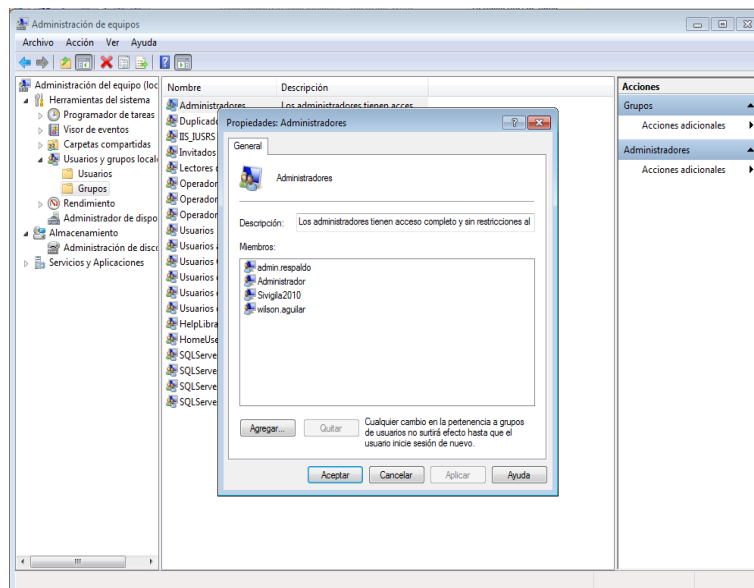 Administración de equipos
Archivo Acción Ver Ayuda
Administración del equipo (loc
Herramientas del sistema
Programador de tareas
Visor de eventos
Carpetas compartidas
Usuarios y grupos locale
Usuarios
Grupos
Rendimiento
Administrador de dispo
Almacenamiento
Administración de disco
Servicios y Aplicaciones
Nombre Descripción
Administradores Los administradores tienen acces
Duplicado
IIS_IUSRS
Invitados
Lectores
Operador
Operador
Operador
Usuarios
Usuarios
Usuarios
Usuarios
Usuarios
Usuarios
HelpLibra
HomeUse
SQLServe
SQLServe
SQLServe
SQLServe
Propiedades: Administradores
General
Administradores
Descripción: Los administradores tienen acceso completo y sin restricciones al
Miembros:
admin.respaldo
Administrador
Sivigila2010
wilson.aguilar
Agregar... Quitar
Cualquier cambio en la pertenencia a grupos
de usuarios no surtirá efecto hasta que el
usuario inicie sesión de nuevo.
Aceptar Cancelar Aplicar Ayuda
Acciones
Grupos
Acciones adicionales
Administradores
Acciones adicionales